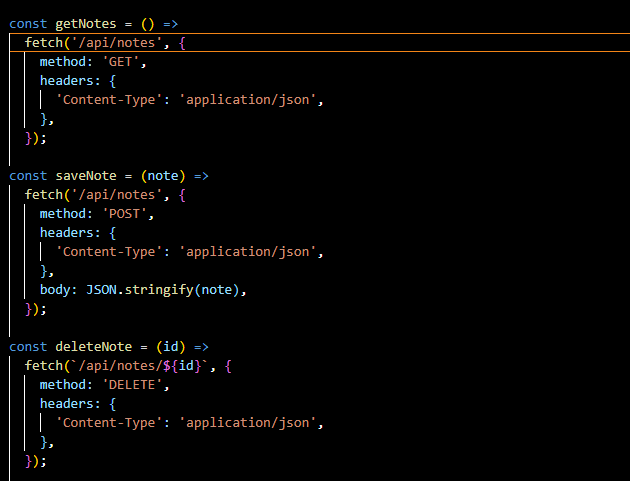 const getNotes = () =>
  fetch('/api/notes', {
    method: 'GET',
    headers: {
      'Content-Type': 'application/json',
    },
  });

const saveNote = (note) =>
  fetch('/api/notes', {
    method: 'POST',
    headers: {
      'Content-Type': 'application/json',
    },
    body: JSON.stringify(note),
  });

const deleteNote = (id) =>
  fetch(`/api/notes/${id}`, {
    method: 'DELETE',
    headers: {
      'Content-Type': 'application/json',
    },
  });